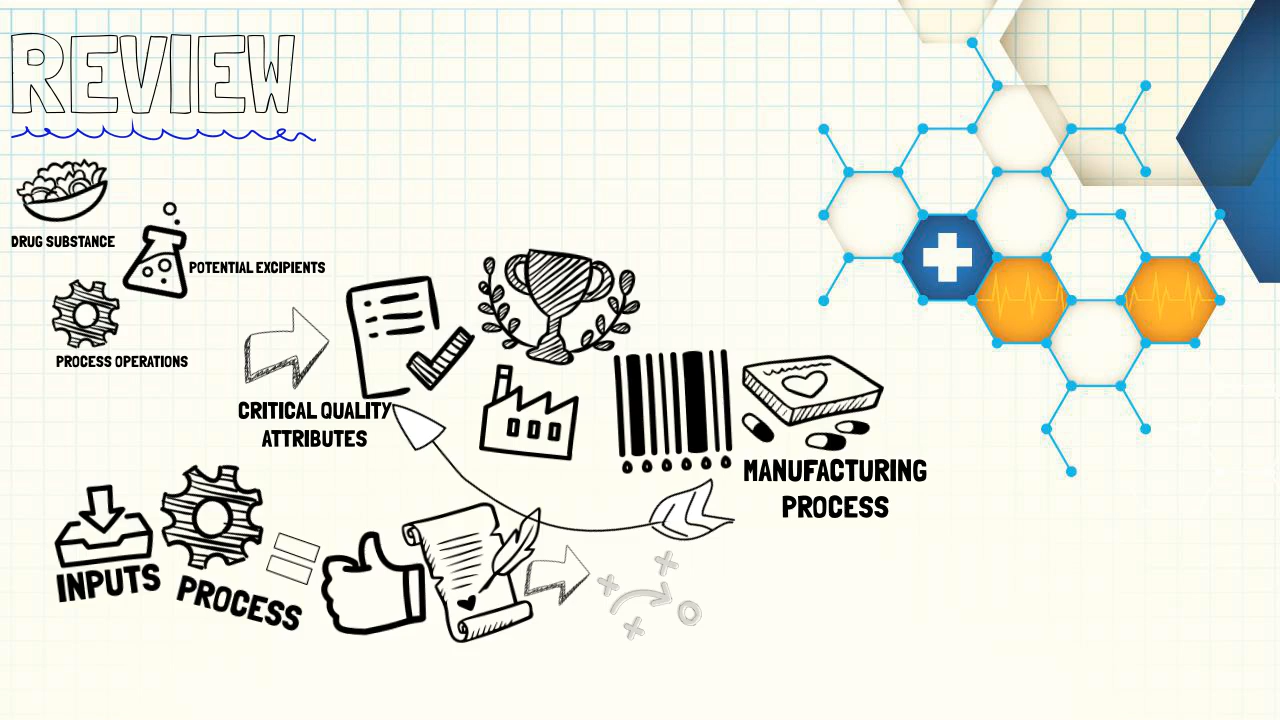 REVIEW
DRUG SUBSTANCE
POTENTIAL EXCIPIENTS
PROCESS OPERATIONS
CRITICAL QUALITY
ATTRIBUTES
MANUFACTURING
PROCESS
INPUTS
PROCESS